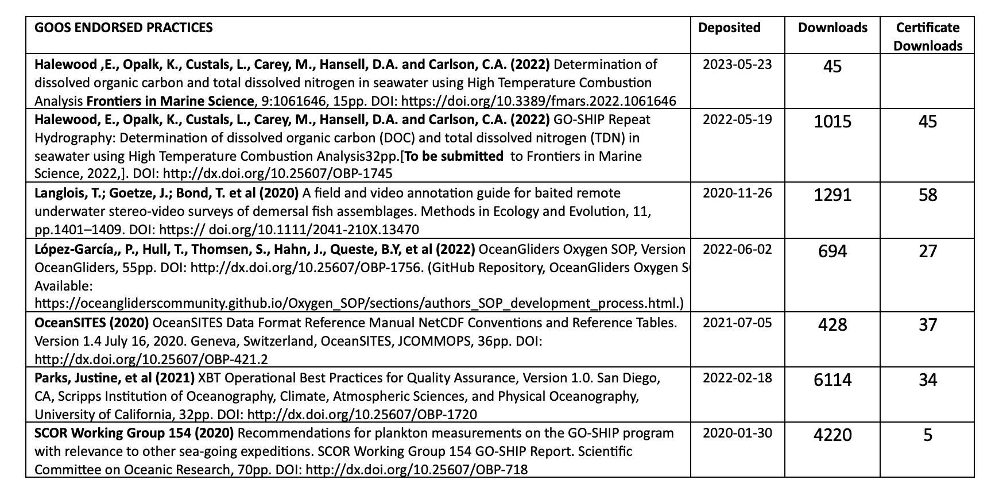 GOOS ENDORSED PRACTICES Deposited Downloads Certificate
Downloads
Halewood ,E., Opalk, K., Custals, L., Carey, M., Hansell, D.A. and Carlson, C.A. (2022) Determination of 2023-05-23 45
dissolved organic carbon and total dissolved nitrogen in seawater using High Temperature Combustion
Analysis Frontiers in Marine Science, 9:1061646, 15pp. DOI: https://doi.org/10.3389/fmars.2022.1061646
Halewood, E., Opalk, K., Custals, L., Carey, M., Hansell, D.A. and Carlson, C.A. (2022) GO-SHIP Repeat 2022-05-19 1015 45
Hydrography: Determination of dissolved organic carbon (DOC) and total dissolved nitrogen (TDN) in
seawater using High Temperature Combustion Analysis32pp.[To be submitted to Frontiers in Marine
Science, 2022,]. DOI: http://dx.doi.org/10.25607/OBP-1745
Langlois, T.; Goetze, J.; Bond, T. et al (2020) A field and video annotation guide for baited remote 2020-11-26 1291 58
underwater stereo-video surveys of demersal fish assemblages. Methods in Ecology and Evolution, 11,
pp.1401–1409. DOI: https:// doi.org/10.1111/2041-210X.13470
López-García,, P., Hull, T., Thomsen, S., Hahn, J., Queste, B.Y, et al (2022) OceanGliders Oxygen SOP, Version 2022-06-02 694 27
OceanGliders, 55pp. DOI: http://dx.doi.org/10.25607/OBP-1756. (GitHub Repository, OceanGliders Oxygen
Available:
https://oceangliderscommunity.github.io/Oxygen_SOP/sections/authors_SOP_development_process.html.)
OceanSITES (2020) OceanSITES Data Format Reference Manual NetCDF Conventions and Reference Tables. 2021-07-05 428 37
Version 1.4 July 16, 2020. Geneva, Switzerland, OceanSITES, JCOMMOPS, 36pp. DOI:
http://dx.doi.org/10.25607/OBP-421.2
Parks, Justine, et al (2021) XBT Operational Best Practices for Quality Assurance, Version 1.0. San Diego, 2022-02-18 6114 34
CA, Scripps Institution of Oceanography, Climate, Atmospheric Sciences, and Physical Oceanography,
University of California, 32pp. DOI: http://dx.doi.org/10.25607/OBP-1720
SCOR Working Group 154 (2020) Recommendations for plankton measurements on the GO-SHIP program 2020-01-30 4220 5
with relevance to other sea-going expeditions. SCOR Working Group 154 GO-SHIP Report. Scientific
Committee on Oceanic Research, 70pp. DOI: http://dx.doi.org/10.25607/OBP-718